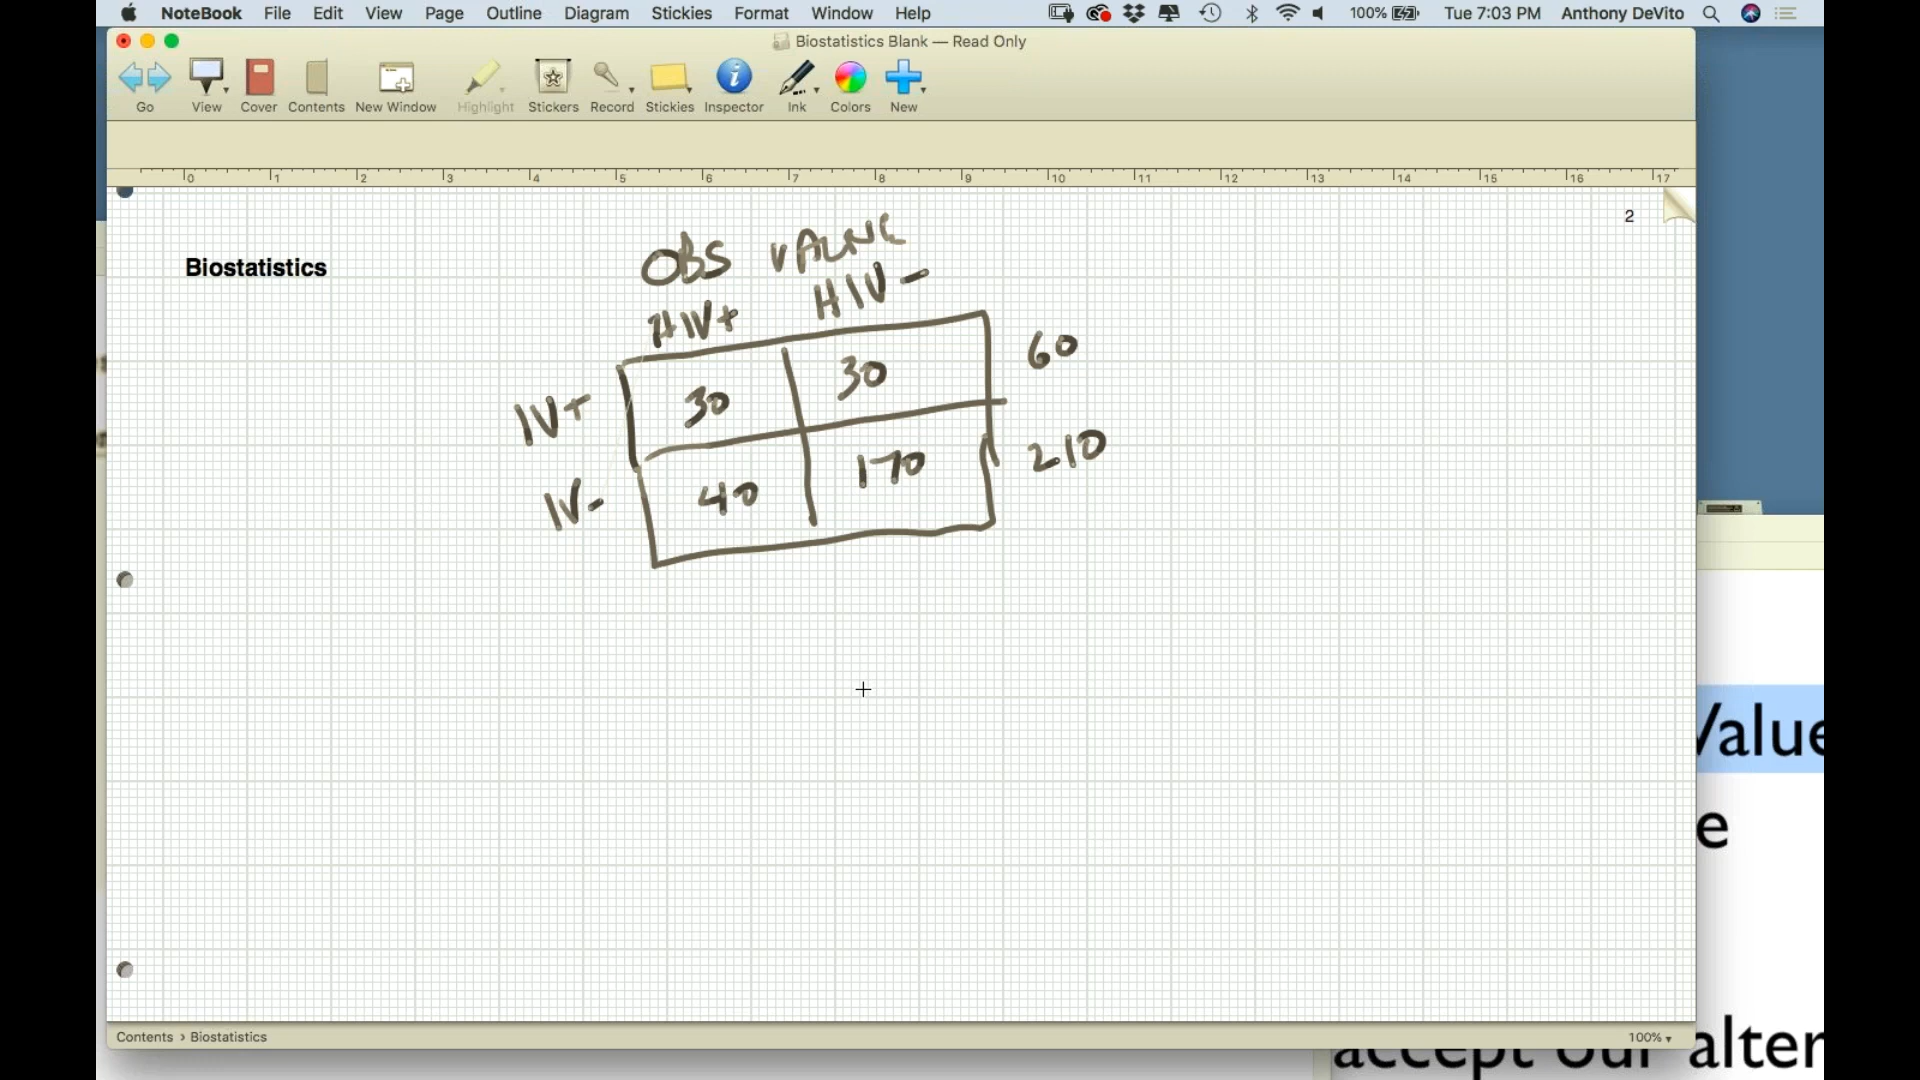 NoteBook File Edit View Page Outline Diagram Stickies Format Window Help 100% Tue 7:03 PM Anthony DeVito
Biostatistics Blank — Read Only
Go View Cover Contents New Window Highlight Stickers Record Stickies Inspector Ink Colors New
0 1 2 3 4 5 6 7 8 9 10 11 12 13 14 15 16 17
2
Biostatistics
OBS
HIV+ HIV-
IV+ 30 30 60
IV- 40 170 210
Value
e
Contents › Biostatistics 100%
accept our alter